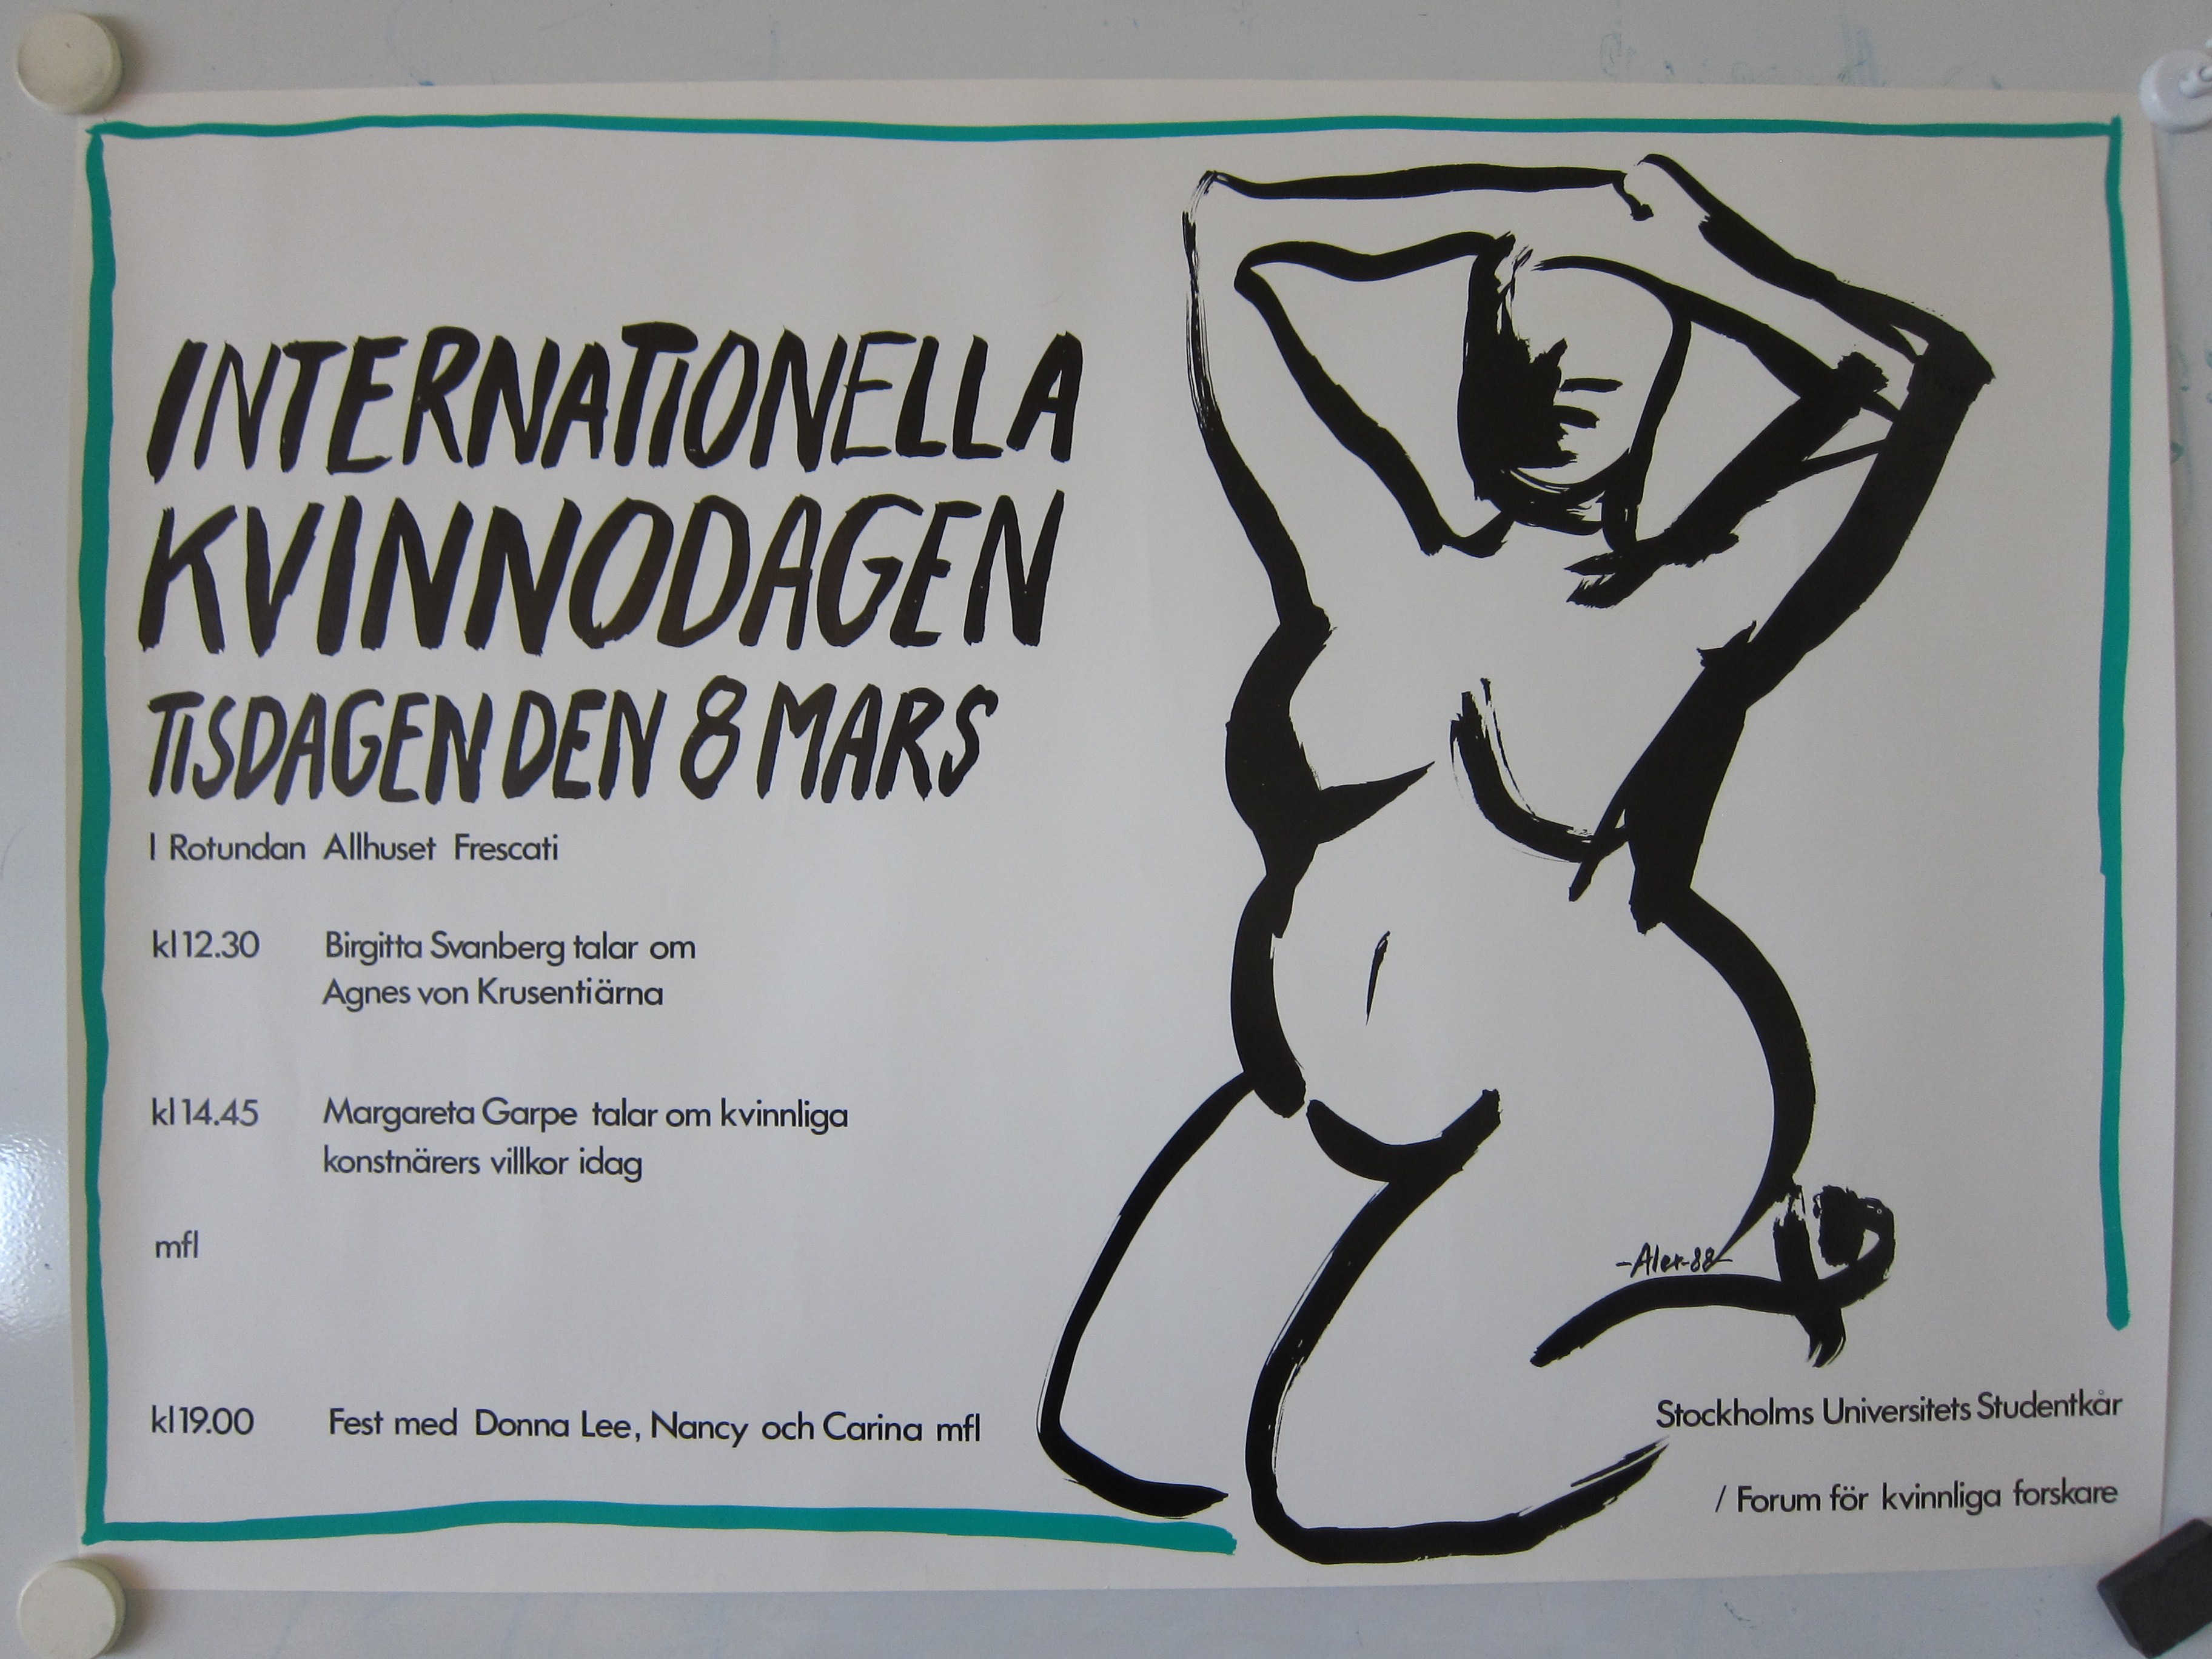 INTERNATIONELLA
KVINNODAGEN
TISDAGEN DEN 8 MARS
I Rotundan Allhuset Frescati
kl 12.30 Birgitta Svanberg talar om
Agnes von Krusentiärna
kl 14.45 Margareta Garpe talar om kvinnliga
konstnärers villkor idag
mfl
kl 19.00 Fest med Donna Lee, Nancy och Carina mfl
-Alex-88-
Stockholms Universitets Studentkår
/ Forum för kvinnliga forskare